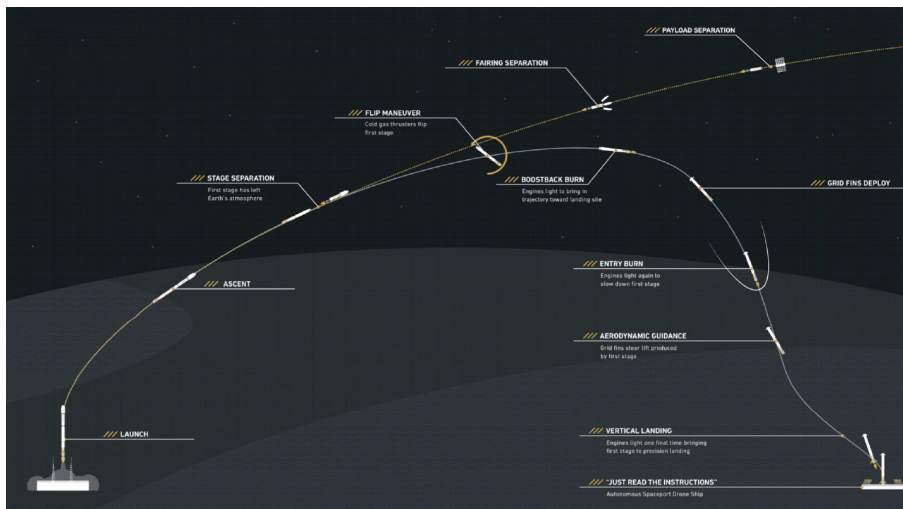 /// PAYLOAD SEPARATION
/// FAIRING SEPARATION
/// FLIP MANEUVER
Cold gas thrusters flip
first stage
/// STAGE SEPARATION
First stage has left
Earth's atmosphere
/// BOOSTBACK BURN
Engines light to bring in
trajectory toward landing site
/// GRID FINS DEPLOY
/// ENTRY BURN
Engines light again to
slow down first stage
/// ASCENT
/// AERODYNAMIC GUIDANCE
Grid fins steer lift produced
by first stage
/// LAUNCH
/// VERTICAL LANDING
Engines light one final time bringing
first stage to precision landing
/// "JUST READ THE INSTRUCTIONS"
Autonomous Spaceport Drone Ship